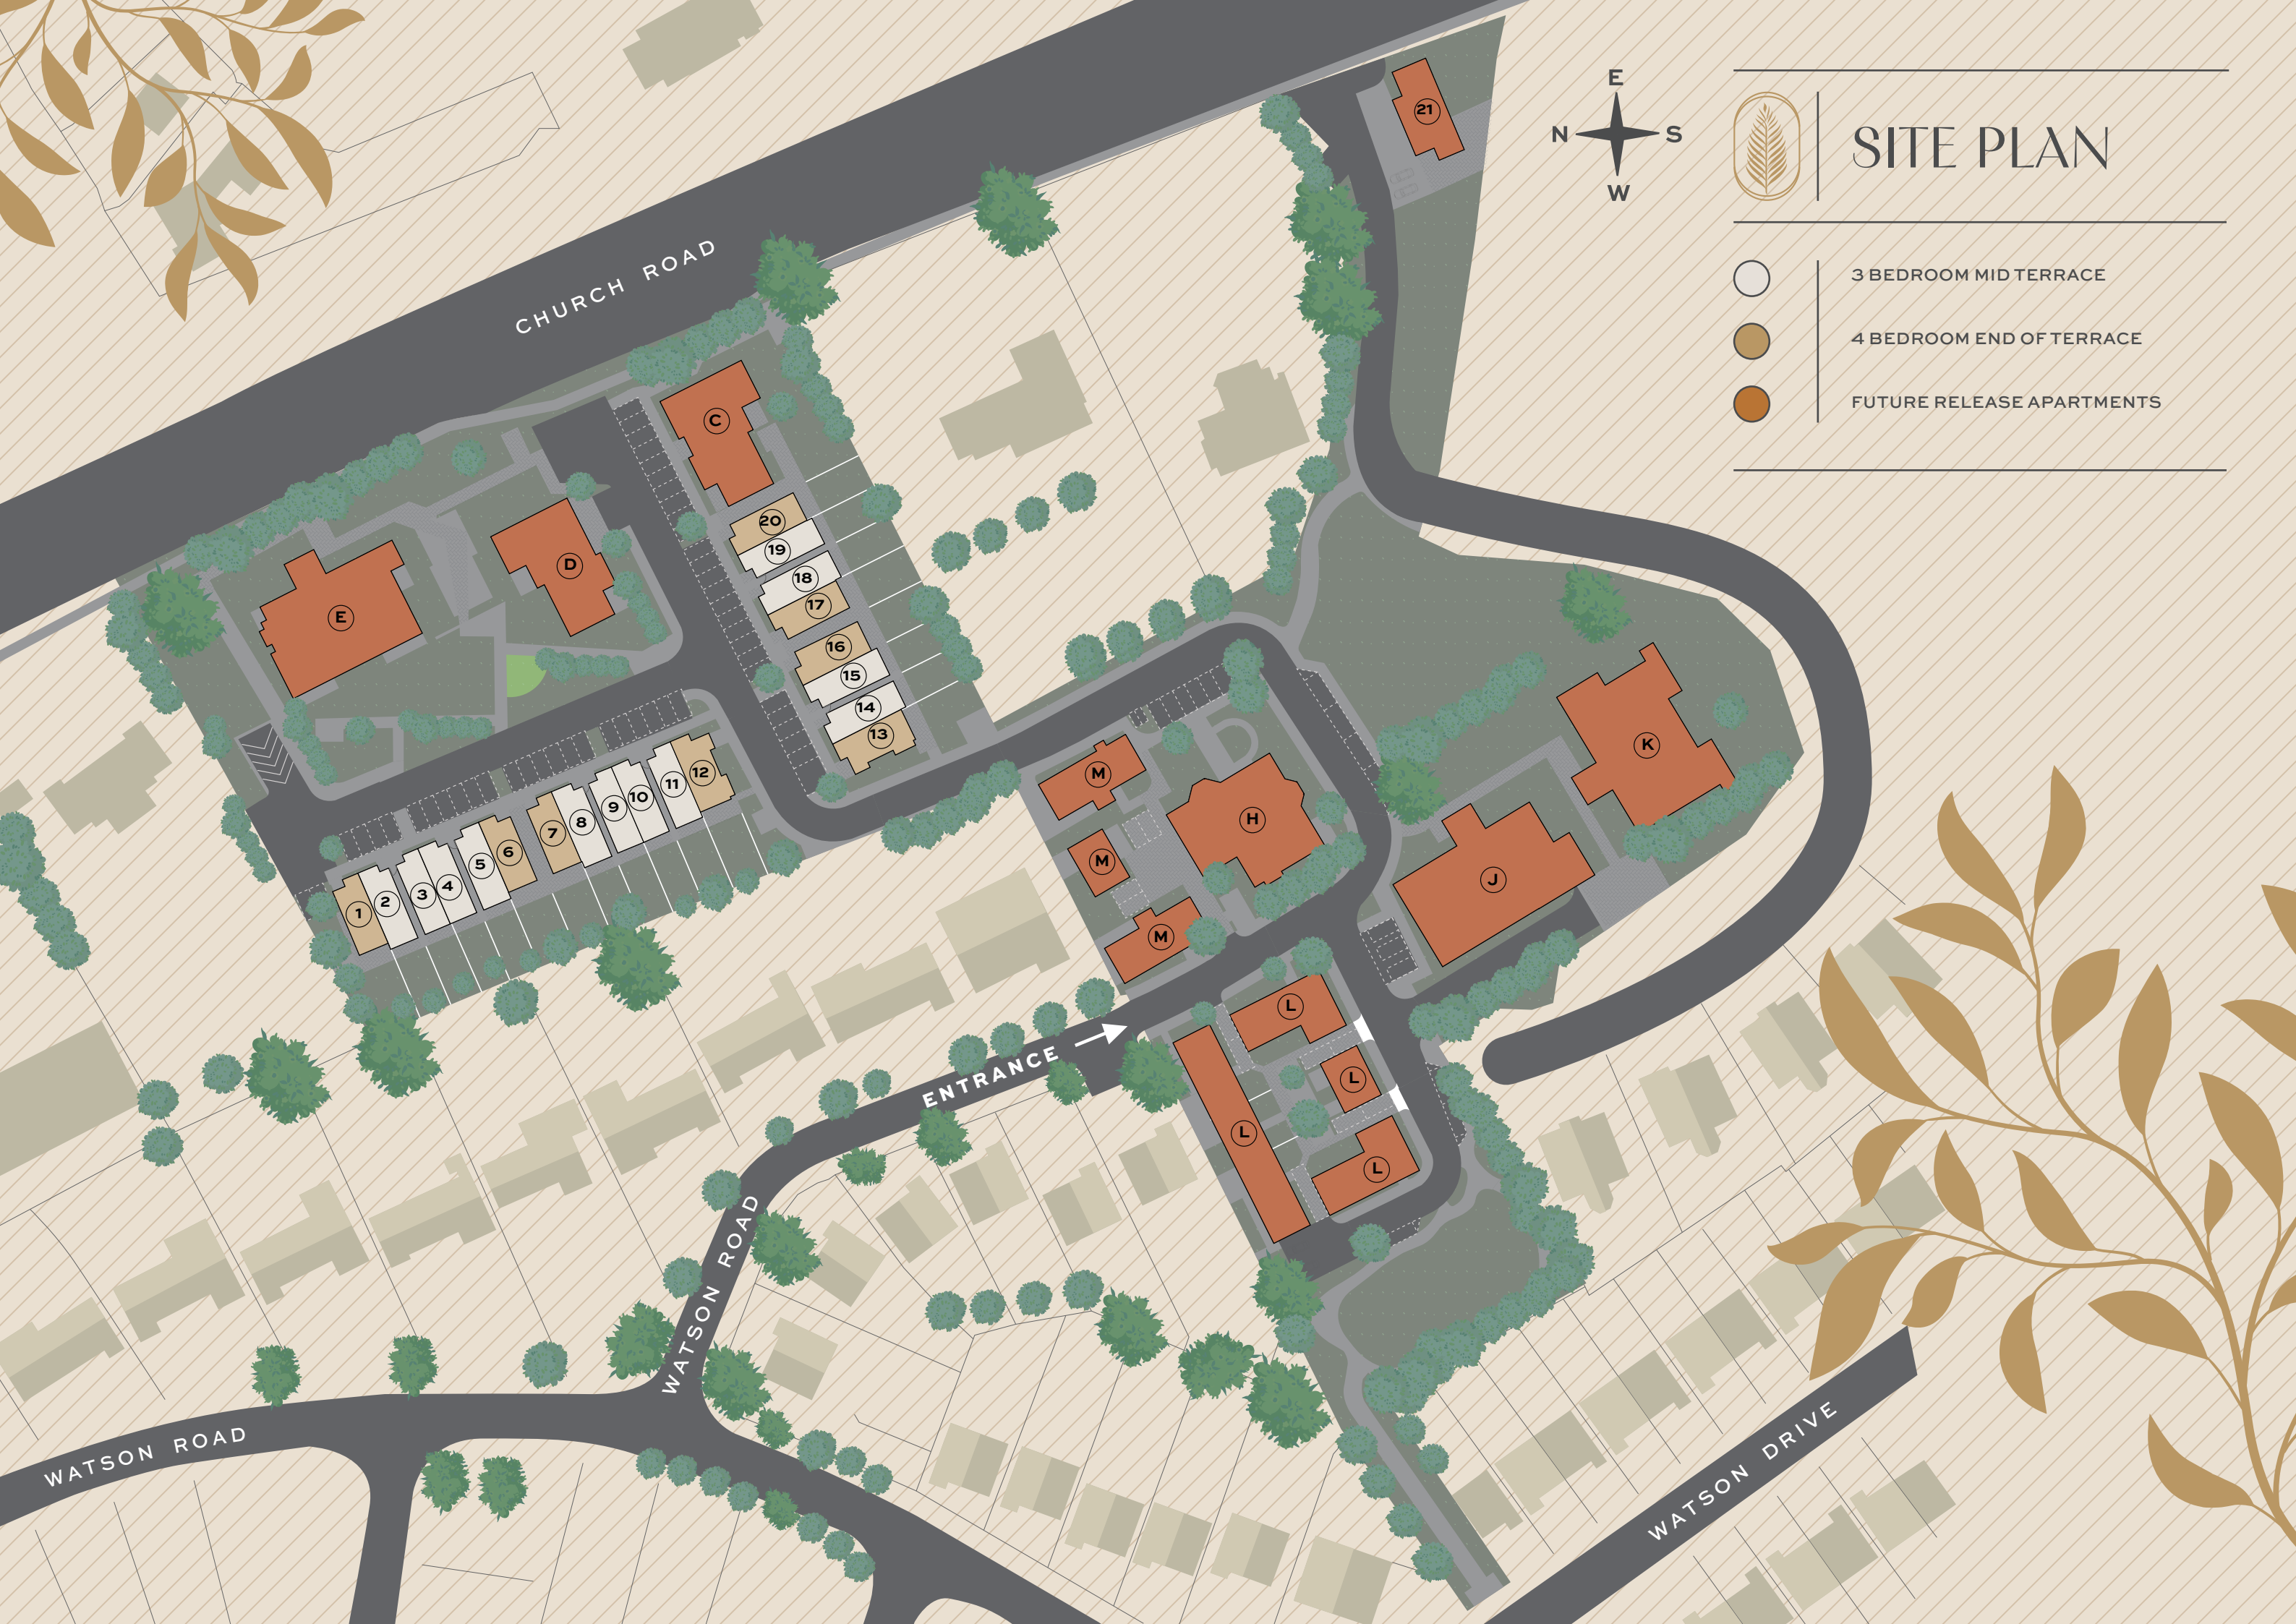 E
N S
W
SITE PLAN
3 BEDROOM MID TERRACE
4 BEDROOM END OF TERRACE
FUTURE RELEASE APARTMENTS
21
CHURCH ROAD
C
20
19
18
17
16
15
14
13
D
E
12
11
10
9
8
7
6
5
4
3
2
1
M
M
M
H
K
J
L
L
L
L
ENTRANCE
WATSON ROAD
WATSON ROAD
WATSON DRIVE